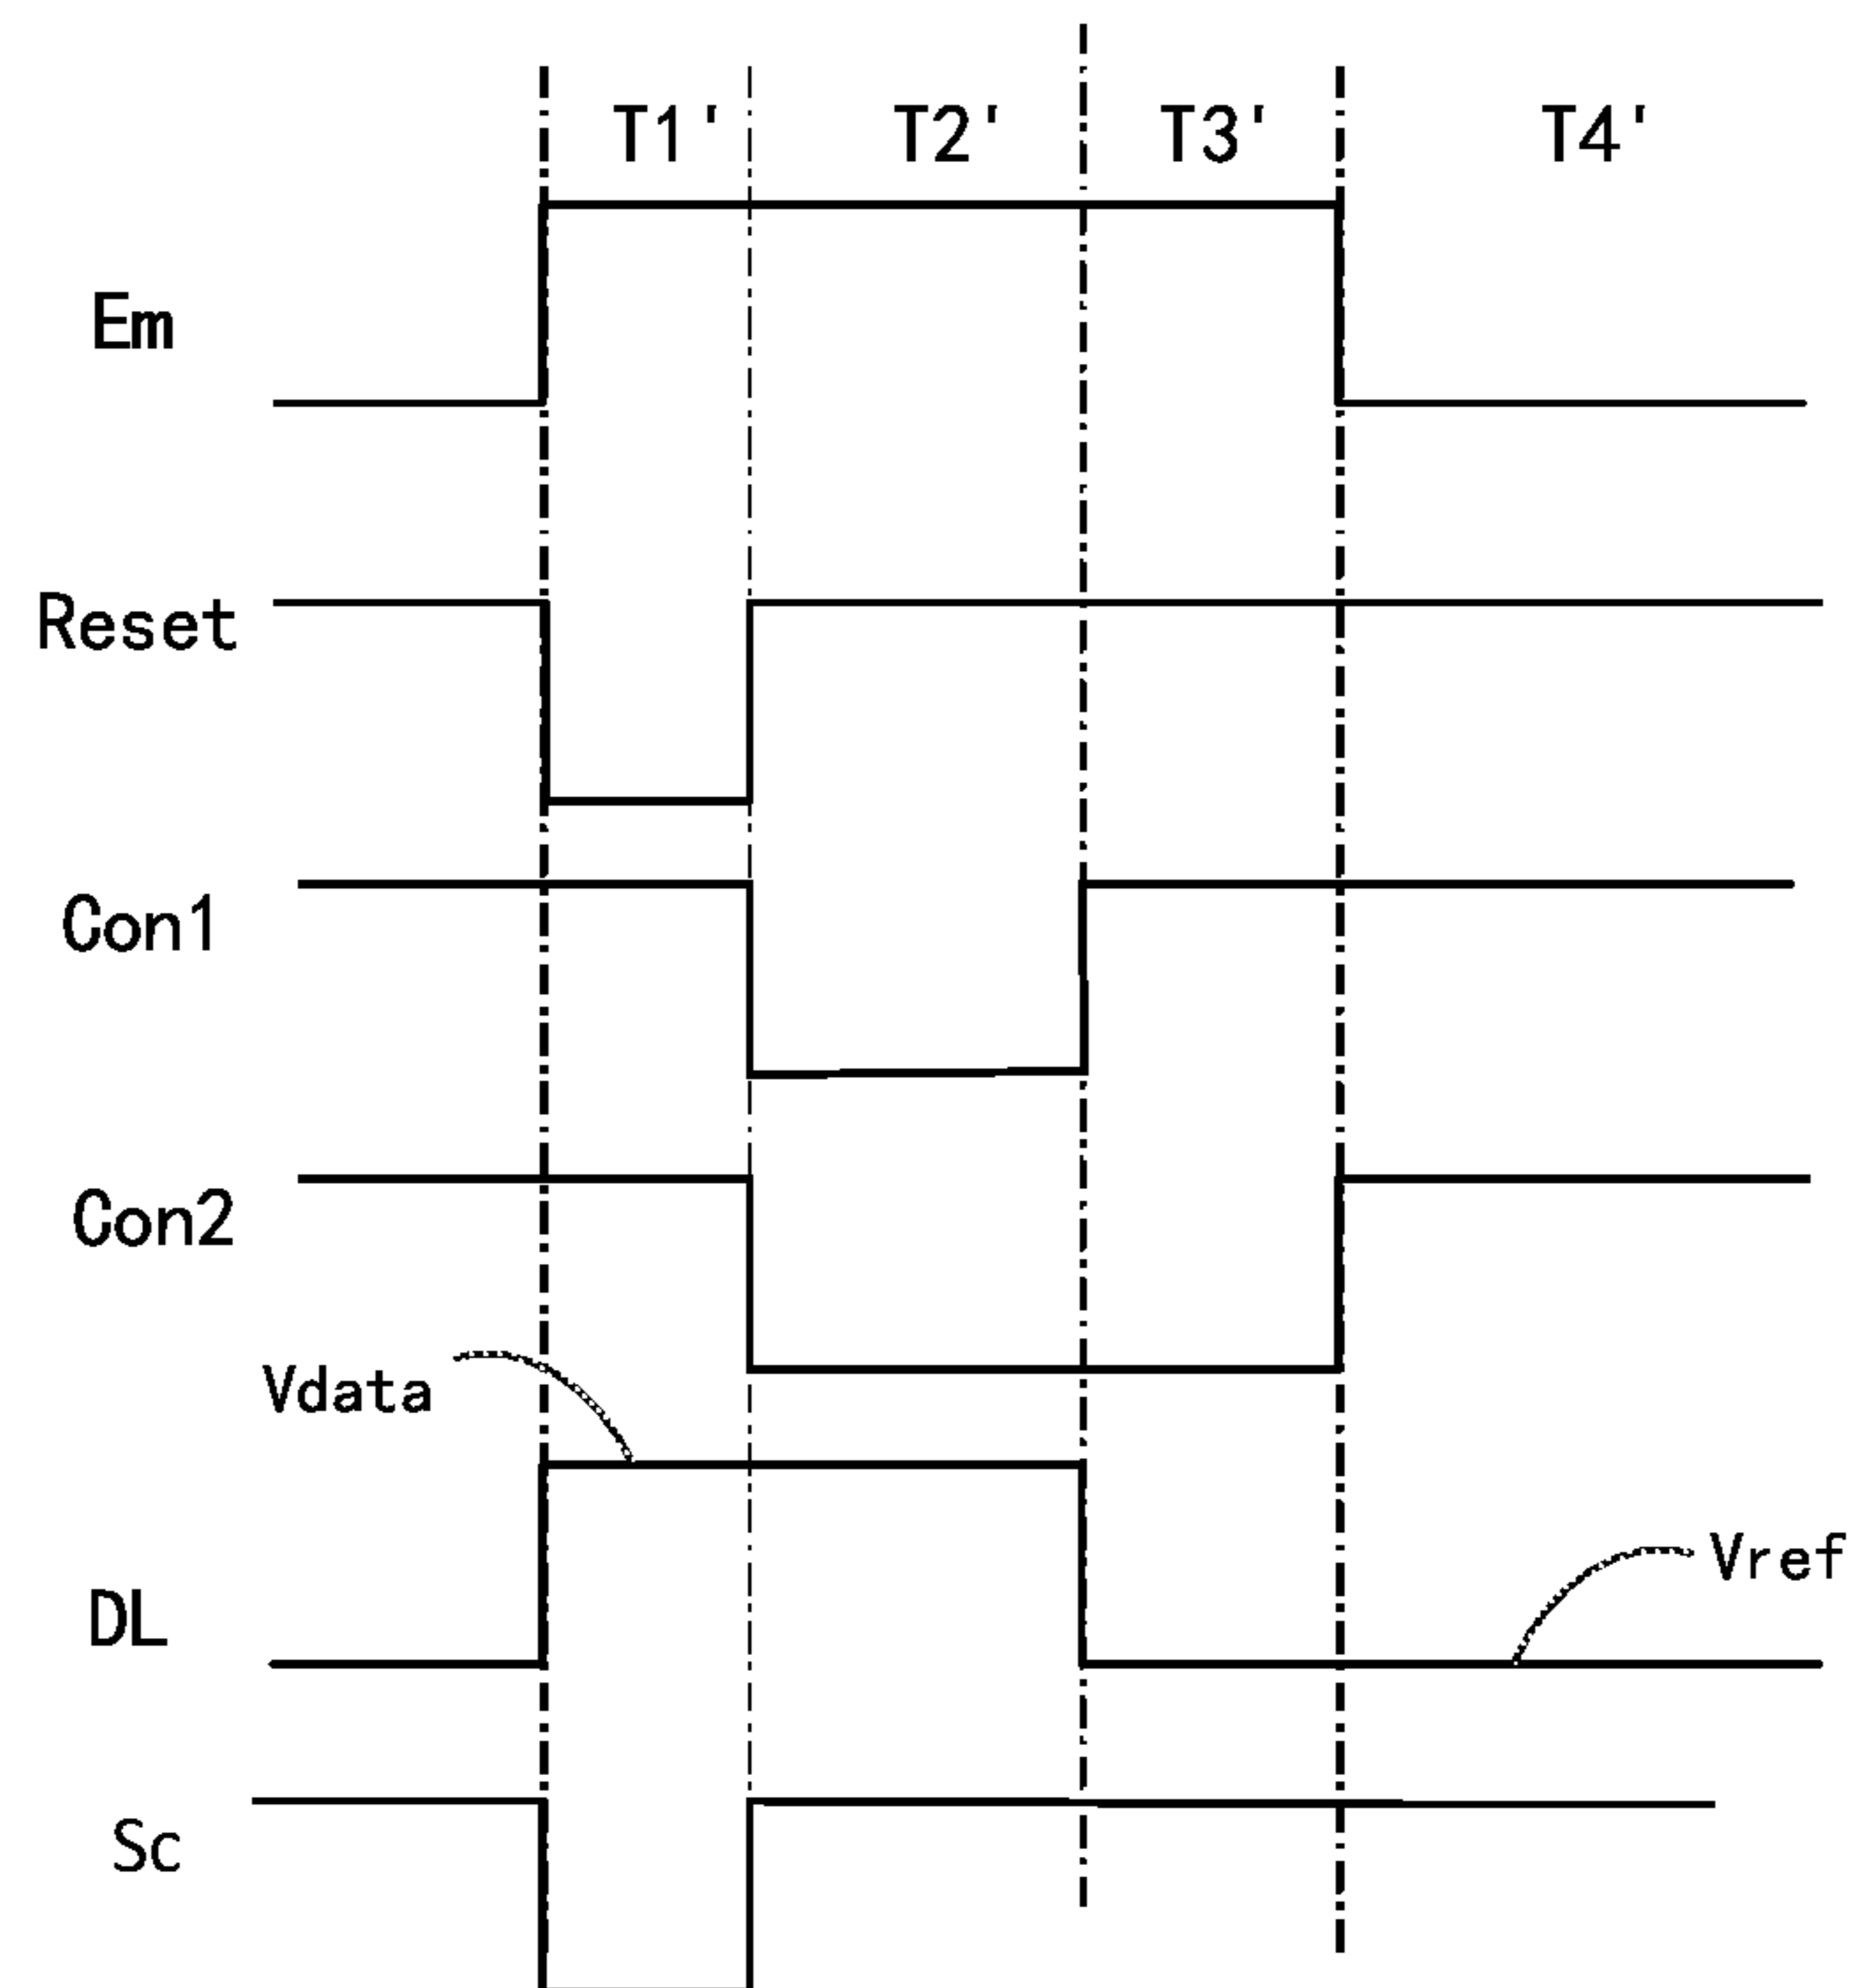 T1' T2' T3' T4'
Em
Reset
Con1
Con2
Vdata
Vref
DL
Sc